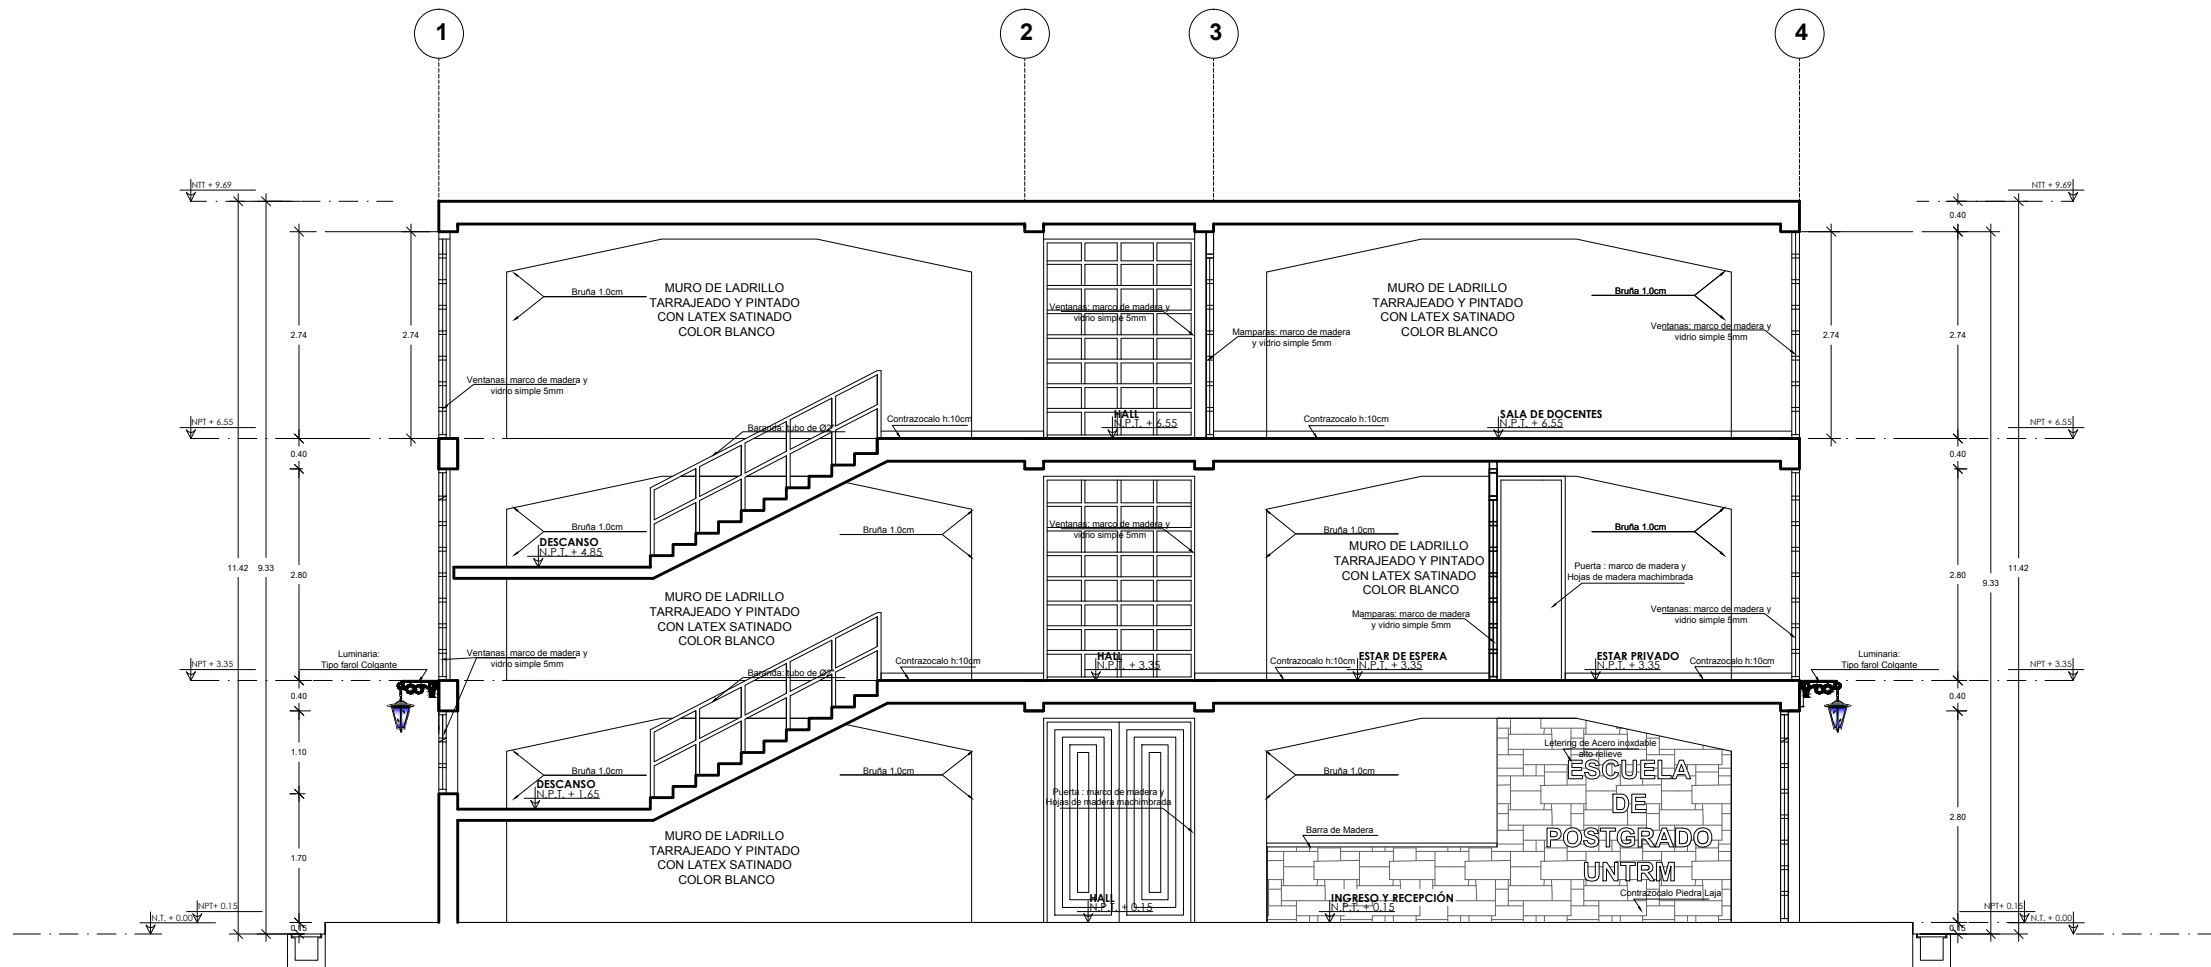 1
2
3
4
NTT + 9.69
NTT + 9.69
0.40
Bruña 1.0cm
MURO DE LADRILLO
TARRAJEADO Y PINTADO
CON LATEX SATINADO
COLOR BLANCO
Ventanas: marco de madera y
vidrio simple 5mm
Mamparas: marco de madera
y vidrio simple 5mm
MURO DE LADRILLO
TARRAJEADO Y PINTADO
CON LATEX SATINADO
COLOR BLANCO
Bruña 1.0cm
Ventanas: marco de madera y
vidrio simple 5mm
2.74
2.74
2.74
2.74
Ventanas: marco de madera y
vidrio simple 5mm
NPT + 6.55
Baranda: tubo de Ø2"
Contrazocalo h:10cm
HALL
N.P.T. + 6.55
Contrazocalo h:10cm
SALA DE DOCENTES
N.P.T. + 6.55
NPT + 6.55
0.40
0.40
Bruña 1.0cm
Bruña 1.0cm
Ventanas: marco de madera y
vidrio simple 5mm
Bruña 1.0cm
Bruña 1.0cm
DESCANSO
N.P.T. + 4.85
MURO DE LADRILLO
TARRAJEADO Y PINTADO
CON LATEX SATINADO
COLOR BLANCO
Puerta : marco de madera y
Hojas de madera machimbrada
11.42
9.33
2.80
2.80
9.33
11.42
MURO DE LADRILLO
TARRAJEADO Y PINTADO
CON LATEX SATINADO
COLOR BLANCO
Mamparas: marco de madera
y vidrio simple 5mm
Ventanas: marco de madera y
vidrio simple 5mm
Luminaria:
Tipo farol Colgante
Ventanas: marco de madera y
vidrio simple 5mm
NPT + 3.35
Baranda: tubo de Ø2"
Contrazocalo h:10cm
HALL
N.P.T. + 3.35
Contrazocalo h:10cm
ESTAR DE ESPERA
N.P.T. + 3.35
ESTAR PRIVADO
N.P.T. + 3.35
Contrazocalo h:10cm
Luminaria:
Tipo farol Colgante
NPT + 3.35
0.40
0.40
1.10
Bruña 1.0cm
Bruña 1.0cm
Bruña 1.0cm
Letering de Acero inoxdable
alto relieve
ESCUELA
DE
POSTGRADO
UNTRM
DESCANSO
N.P.T. + 1.65
Puerta : marco de madera y
Hojas de madera machimbrada
Barra de Madera
2.80
MURO DE LADRILLO
TARRAJEADO Y PINTADO
CON LATEX SATINADO
COLOR BLANCO
1.70
Contrazocalo Piedra Laja
HALL
N.P.T. + 0.15
INGRESO Y RECEPCIÓN
N.P.T. + 0.15
NPT+ 0.15
N.T. + 0.00
0.15
NPT+ 0.15
N.T. + 0.00
0.15